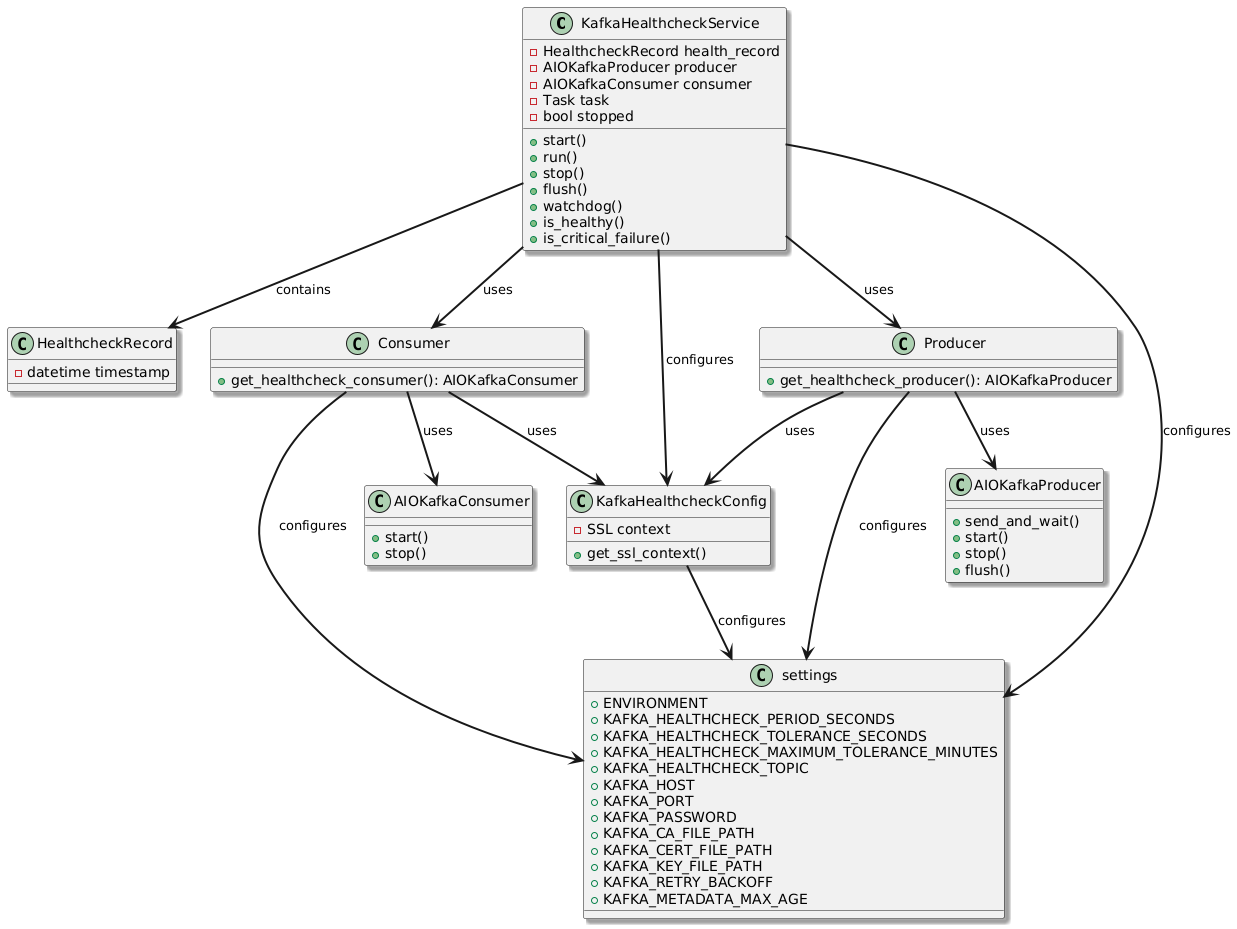 C KafkaHealthcheckService
HealthcheckRecord health_record
AIOKafkaProducer producer
AIOKafkaConsumer consumer
Task task
bool stopped
start()
run()
stop()
flush()
watchdog()
is_healthy()
is_critical_failure()
contains
uses
uses
C HealthcheckRecord
datetime timestamp
C Consumer
get_healthcheck_consumer(): AIOKafkaConsumer
configures
C Producer
get_healthcheck_producer(): AIOKafkaProducer
uses
uses
uses
uses
configures
C AIOKafkaConsumer
start()
stop()
C KafkaHealthcheckConfig
SSL context
get_ssl_context()
C AIOKafkaProducer
send_and_wait()
start()
stop()
flush()
configures
configures
configures
C settings
ENVIRONMENT
KAFKA_HEALTHCHECK_PERIOD_SECONDS
KAFKA_HEALTHCHECK_TOLERANCE_SECONDS
KAFKA_HEALTHCHECK_MAXIMUM_TOLERANCE_MINUTES
KAFKA_HEALTHCHECK_TOPIC
KAFKA_HOST
KAFKA_PORT
KAFKA_PASSWORD
KAFKA_CA_FILE_PATH
KAFKA_CERT_FILE_PATH
KAFKA_KEY_FILE_PATH
KAFKA_RETRY_BACKOFF
KAFKA_METADATA_MAX_AGE